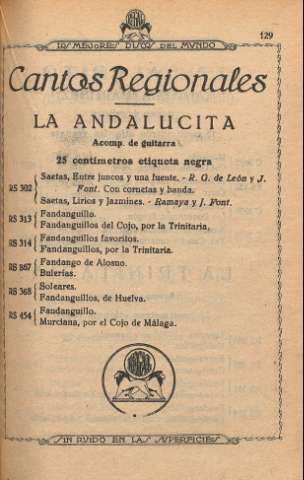 129
LOS MEJORES DISCOS DEL MUNDO
Cantos Regionales
LA ANDALUCITA
Acomp. de guitarra
25 centímetros etiqueta negra
RS 302 { Saetas, Entre juncos y una fuente. - R. G. de León y J.
Font. Con cornetas y banda.
Saetas, Lirios y Jazmines. - Ramaya y J. Font.
RS 313 { Fandanguillo.
Fandanguillos del Cojo, por la Trinitaria,
RS 314 { Fandanguillos favoritos.
Fandanguillos, por la Trinitaria.
RS 867 { Fandango de Alosno.
Bulerías.
RS 368 { Soleares.
Fandanguillos, de Huelva.
RS 454 { Fandanguillo.
Murciana, por el Cojo de Málaga.
SIN RUIDO EN LAS SUPERFICIES